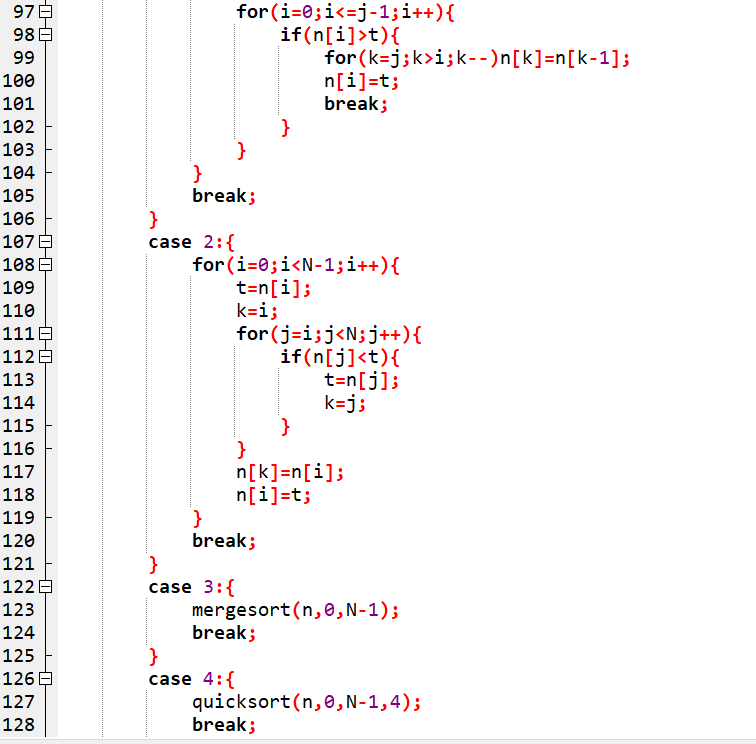 97 for(i=0;i<=j-1;i++){
98 if(n[i]>t){
99 for(k=j;k>i;k--)n[k]=n[k-1];
100 n[i]=t;
101 break;
102 }
103 }
104 }
105 break;
106 }
107 case 2:{
108 for(i=0;i<N-1;i++){
109 t=n[i];
110 k=i;
111 for(j=i;j<N;j++){
112 if(n[j]<t){
113 t=n[j];
114 k=j;
115 }
116 }
117 n[k]=n[i];
118 n[i]=t;
119 }
120 break;
121 }
122 case 3:{
123 mergesort(n,0,N-1);
124 break;
125 }
126 case 4:{
127 quicksort(n,0,N-1,4);
128 break;